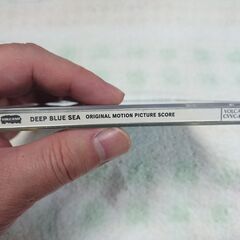 DEEP BLUE SEA ORIGINAL MOTION PICTURE SCORE